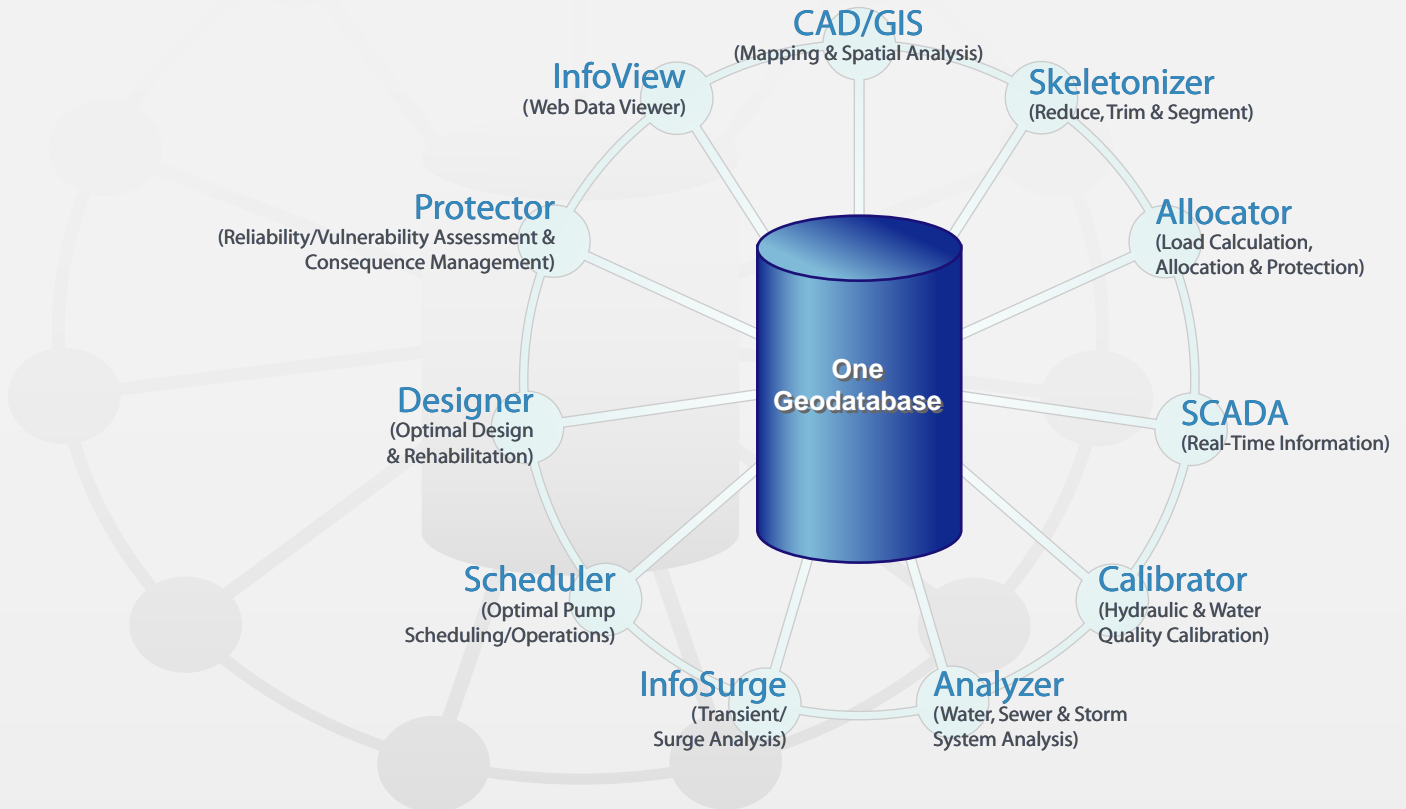 CAD/GIS
(Mapping & Spatial Analysis)
InfoView
(Web Data Viewer)
Skeletonizer
(Reduce, Trim & Segment)
Protector
(Reliability/Vulnerability Assessment &
Consequence Management)
Allocator
(Load Calculation,
Allocation & Protection)
One
Geodatabase
Designer
(Optimal Design
& Rehabilitation)
SCADA
(Real-Time Information)
Scheduler
(Optimal Pump
Scheduling/Operations)
Calibrator
(Hydraulic & Water
Quality Calibration)
InfoSurge
(Transient/
Surge Analysis)
Analyzer
(Water, Sewer & Storm
System Analysis)